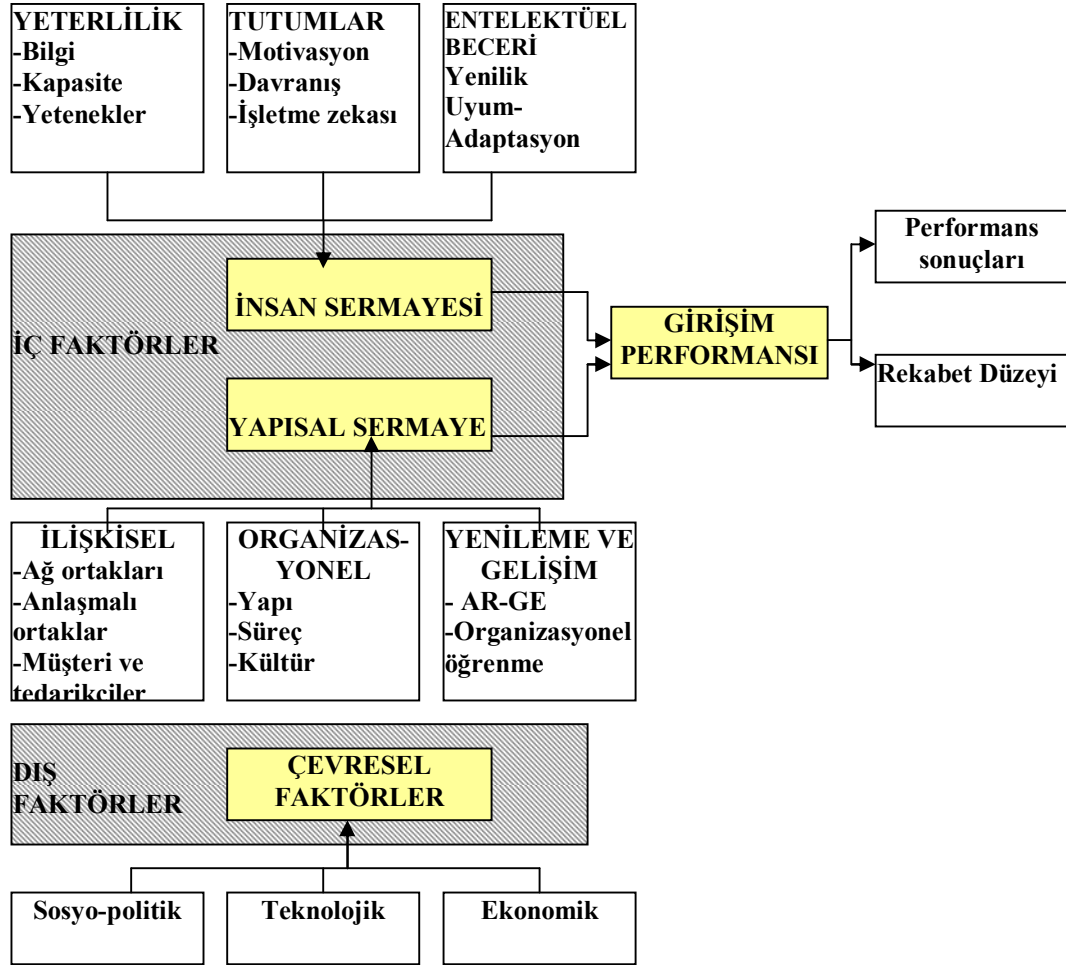 YETERLİLİK
-Bilgi
-Kapasite
-Yetenekler
TUTUMLAR
-Motivasyon
-Davranış
-İşletme zekası
ENTELEKTÜEL
BECERİ
Yenilik
Uyum-
Adaptasyon
İÇ FAKTÖRLER
İNSAN SERMAYESİ
YAPISAL SERMAYE
GİRİŞİM
PERFORMANSI
Performans
sonuçları
Rekabet Düzeyi
İLİŞKİSEL
-Ağ ortakları
-Anlaşmalı
ortaklar
-Müşteri ve
tedarikçiler
ORGANİZAS-
YONEL
-Yapı
-Süreç
-Kültür
YENİLEME VE
GELİŞİM
- AR-GE
-Organizasyonel
öğrenme
DIŞ
FAKTÖRLER
ÇEVRESEL
FAKTÖRLER
Sosyo-politik
Teknolojik
Ekonomik